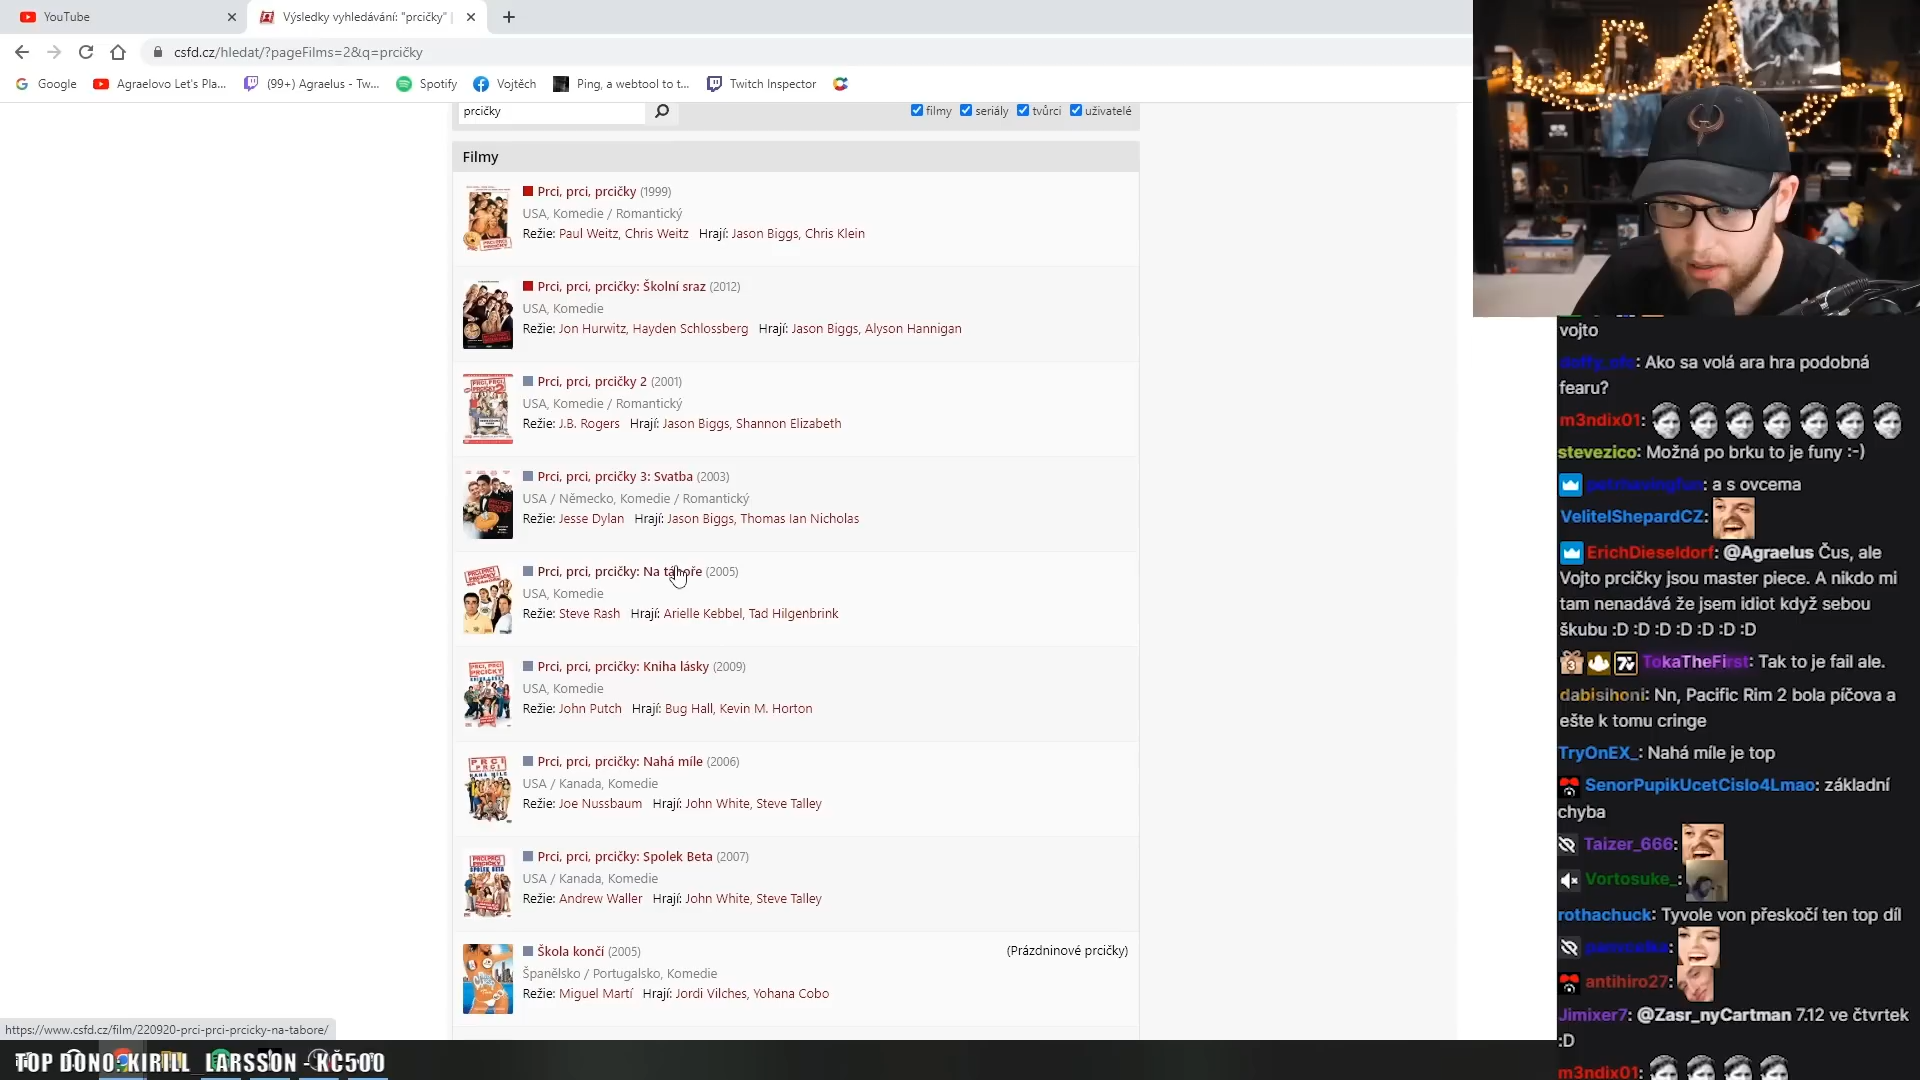 YouTube
Výsledky vyhledávání: "prcičky" |
csfd.cz/hledat/?pageFilms=2&q=prcičky
Google
Agraelovo Let's Pla...
(99+) Agraelus - Tw...
Spotify
Vojtěch
Ping, a webtool to t...
Twitch Inspector
prcičky
filmy
seriály
tvůrci
uživatelé
Filmy
Prci, prci, prcičky (1999)
USA, Komedie / Romantický
Režie: Paul Weitz, Chris Weitz Hrají: Jason Biggs, Chris Klein
Prci, prci, prcičky: Školní sraz (2012)
USA, Komedie
Režie: Jon Hurwitz, Hayden Schlossberg Hrají: Jason Biggs, Alyson Hannigan
Prci, prci, prcičky 2 (2001)
USA, Komedie / Romantický
Režie: J.B. Rogers Hrají: Jason Biggs, Shannon Elizabeth
Prci, prci, prcičky 3: Svatba (2003)
USA / Německo, Komedie / Romantický
Režie: Jesse Dylan Hrají: Jason Biggs, Thomas Ian Nicholas
Prci, prci, prcičky: Na táboře (2005)
USA, Komedie
Režie: Steve Rash Hrají: Arielle Kebbel, Tad Hilgenbrink
Prci, prci, prcičky: Kniha lásky (2009)
USA, Komedie
Režie: John Putch Hrají: Bug Hall, Kevin M. Horton
Prci, prci, prcičky: Nahá míle (2006)
USA / Kanada, Komedie
Režie: Joe Nussbaum Hrají: John White, Steve Talley
Prci, prci, prcičky: Spolek Beta (2007)
USA / Kanada, Komedie
Režie: Andrew Waller Hrají: John White, Steve Talley
Škola končí (2005)
(Prázdninové prcičky)
Španělsko / Portugalsko, Komedie
Režie: Miguel Martí Hrají: Jordi Vilches, Yohana Cobo
https://www.csfd.cz/film/220920-prci-prci-prcicky-na-tabore/
TOP DONO: KIRILL_LARSSON - KČ500
vojto
: Ako sa volá ara hra podobná
fearu?
m3ndix01:
stevezico: Možná po brku to je funy :-)
: a s ovcema
VelitelShepardCZ:
ErichDieseldorf: @Agraelus Čus, ale
Vojto prcičky jsou master piece. A nikdo mi
tam nenadává že jsem idiot když sebou
škubu :D :D :D :D :D :D :D
TokaTheFirst: Tak to je fail ale.
dabisihoni: Nn, Pacific Rim 2 bola píčova a
ešte k tomu cringe
TryOnEX_: Nahá míle je top
SenorPupikUcetCislo4Lmao: základní
chyba
Taizer_666:
Vortosuke_:
rothachuck: Tyvole von přeskočí ten top díl
antihiro27:
Jimixer7: @Zasr_nyCartman 7.12 ve čtvrtek
:D
m3ndix01: